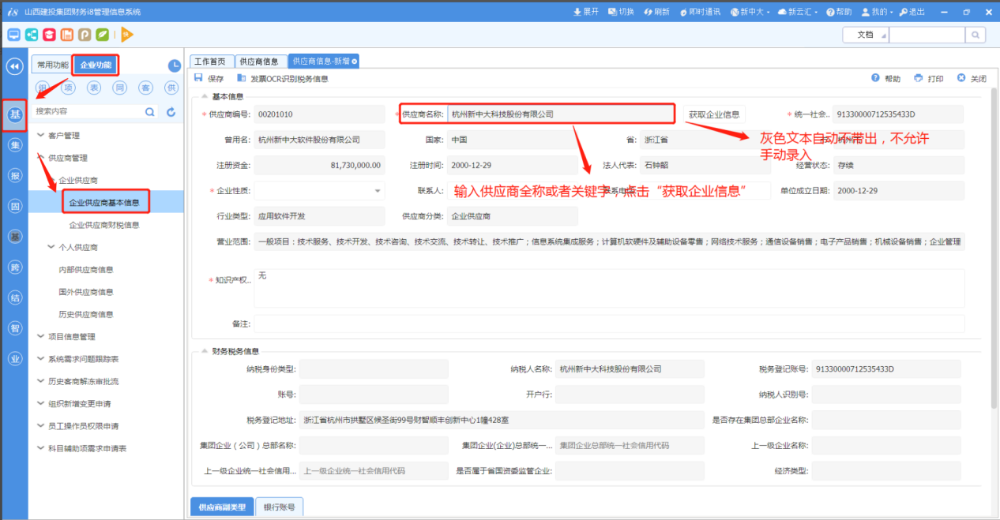 i8 山西建投集团财务i8管理信息系统
展开 切换 刷新 即时通讯 新中大 新云汇 帮助 我的 退出
文档
常用功能 企业功能
项 表 同 客 供
搜索内容
基
集
报
固
基
跨
结
智
业
客户管理
供应商管理
企业供应商
企业供应商基本信息
企业供应商财税信息
个人供应商
内部供应商信息
国外供应商信息
历史供应商信息
项目信息管理
系统需求问题跟踪表
历史客商解冻审批流
组织新增变更申请
员工操作员权限申请
科目辅助项需求申请表
工作首页 供应商信息 供应商信息-新增
保存 发票OCR识别税务信息 帮助 打印 关闭
基本信息
* 供应商编号: 00201010 * 供应商名称: 杭州新中大科技股份有限公司 获取企业信息 * 统一社会.. 91330000712535433D
曾用名: 杭州新中大软件股份有限公司 国家: 中国 省: 浙江省
灰色文本自动不带出，不允许
手动录入
注册资金: 81,730,000.00 注册时间: 2000-12-29 法人代表: 石钟韶 经营状态: 存续
* 企业性质: 联系人: 单位成立日期: 2000-12-29
输入供应商全称或者关键字，点击“获取企业信息”
行业类型: 应用软件开发 供应商分类: 企业供应商
营业范围: 一般项目：技术服务、技术开发、技术咨询、技术交流、技术转让、技术推广；信息系统集成服务；计算机软硬件及辅助设备零售；网络技术服务；通信设备销售；电子产品销售；机械设备销售；企业管理
* 知识产权.. 无
备注:
财务税务信息
纳税身份类型: 纳税人名称: 杭州新中大科技股份有限公司 税务登记账号: 91330000712535433D
账号: 开户行: 纳税人识别号:
税务登记地址: 浙江省杭州市拱墅区候圣街99号财智顺丰创新中心1幢428室 是否存在集团总部企业名称:
集团企业（公司）总部名称: 集团企业(企业)总部统一... 集团企业总部统一社会信用代码 上一级企业名称:
上一级企业统一社会信用... 上一级企业统一社会信用代码 是否属于省国资委监管企业: 经济类型:
供应商副类型 银行账号